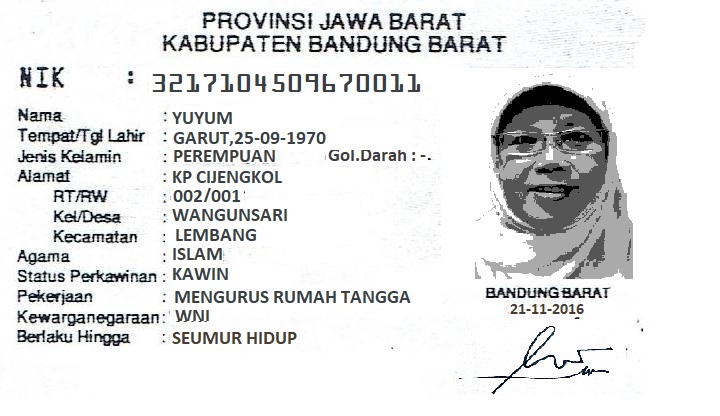 PROVINSI JAWA BARAT
KABUPATEN BANDUNG BARAT
NIK : 3217104509670011
Nama : YUYUM
Tempat/Tgl Lahir : GARUT,25-09-1970
Jenis Kelamin : PEREMPUAN Gol.Darah : -.
Alamat : KP CIJENGKOL
RT/RW : 002/001
Kel/Desa : WANGUNSARI
Kecamatan : LEMBANG
Agama : ISLAM
Status Perkawinan : KAWIN
Pekerjaan : MENGURUS RUMAH TANGGA
Kewarganegaraan : WNI
Berlaku Hingga : SEUMUR HIDUP
BANDUNG BARAT
21-11-2016